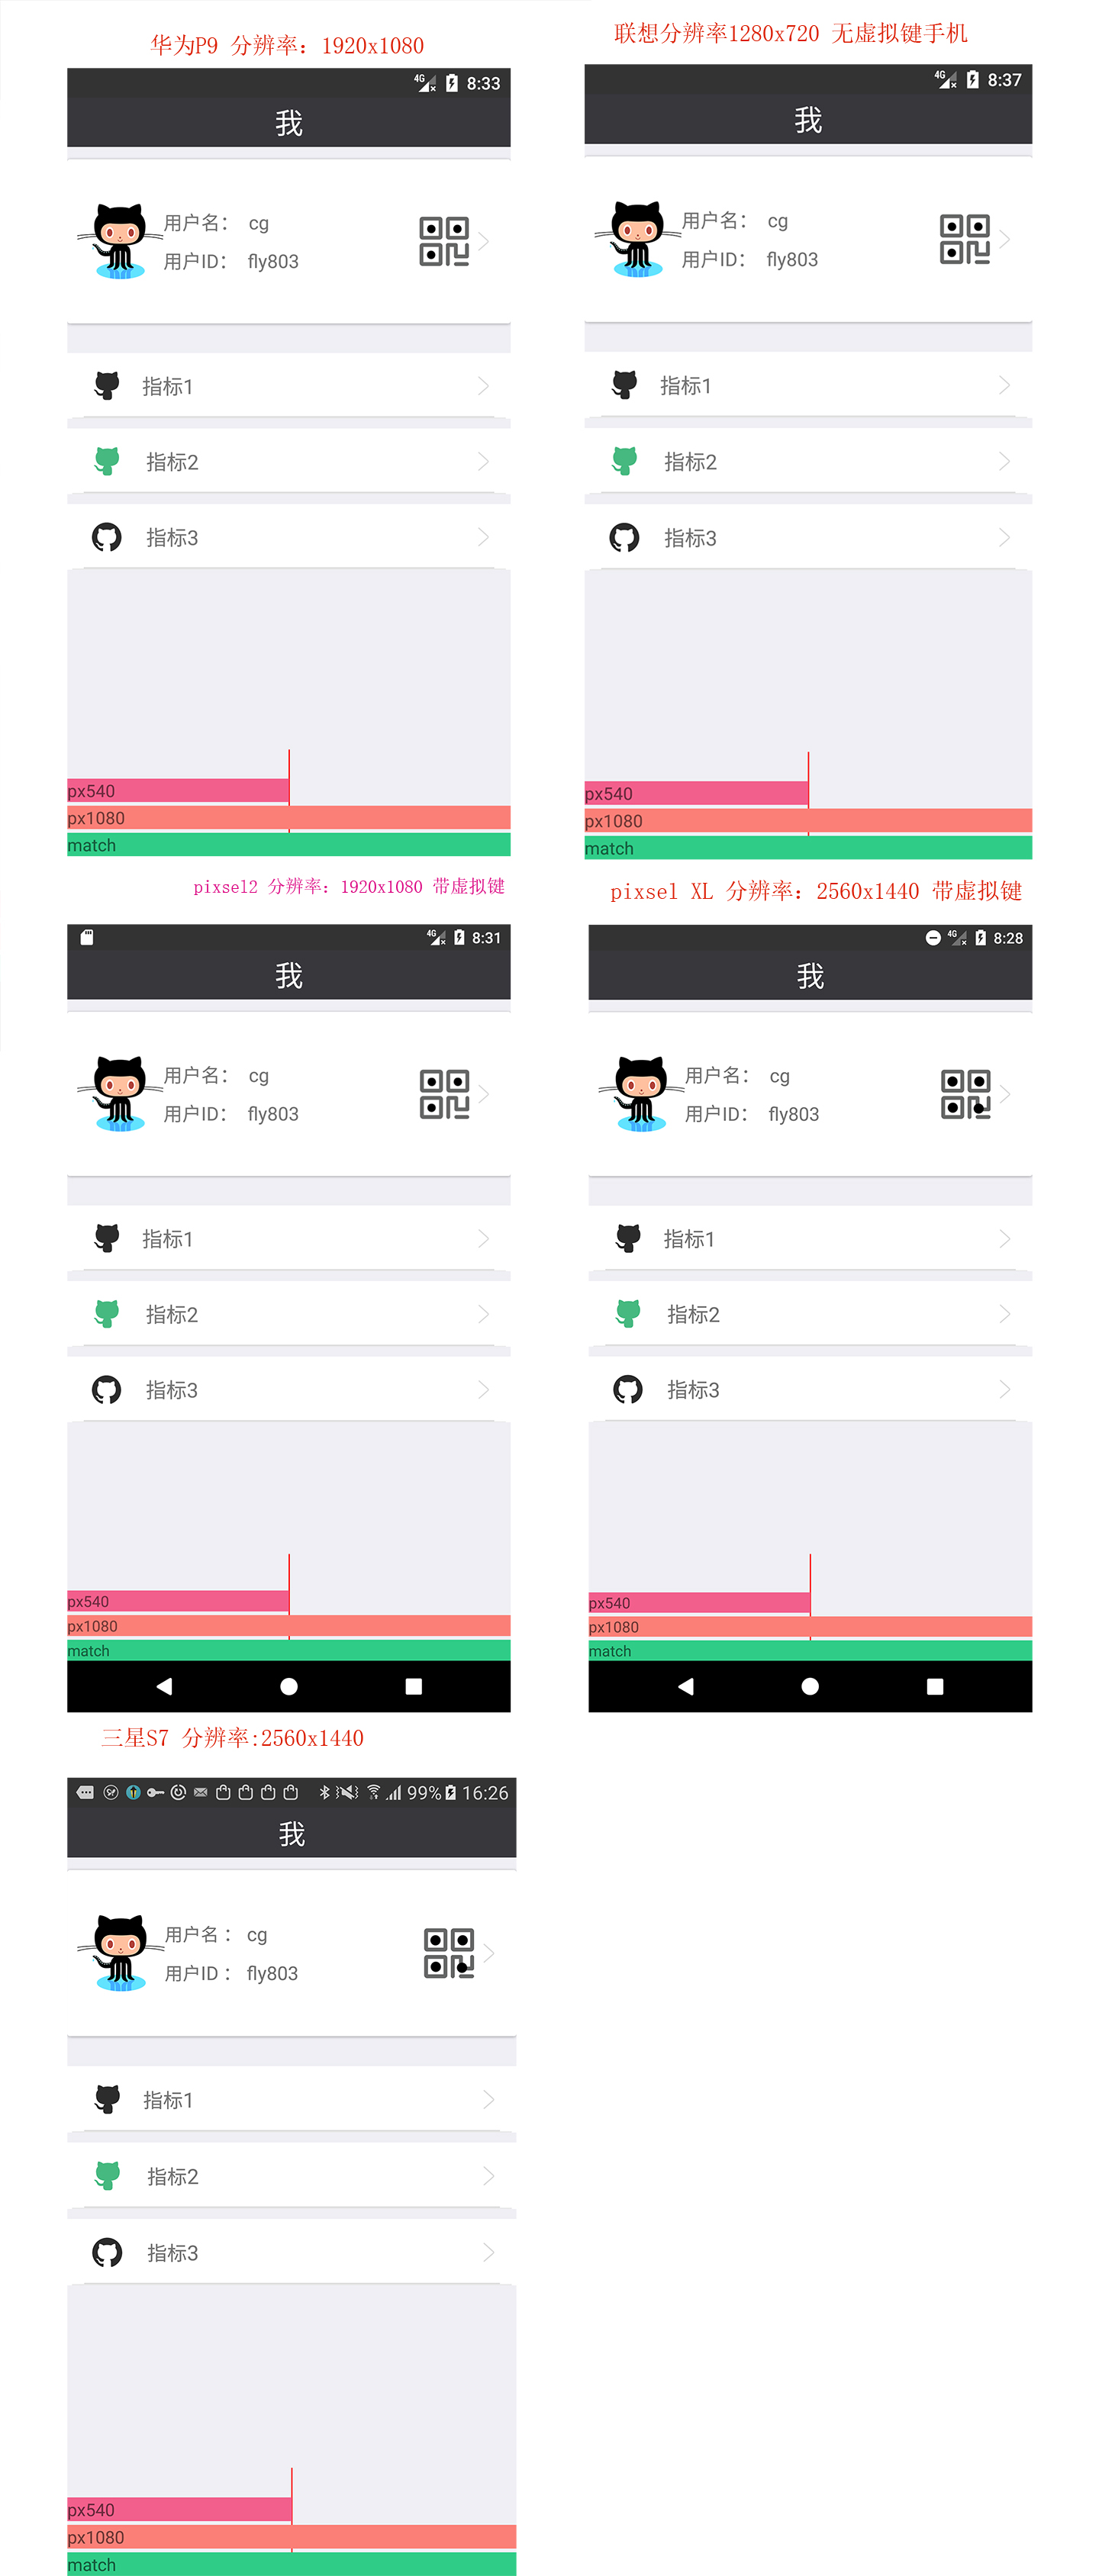 华为P9 分辨率：1920x1080
8:33
我
用户名： cg
用户ID： fly803
指标1
指标2
指标3
px540
px1080
match
联想分辨率1280x720 无虚拟键手机
4G 8:37
我
用户名： cg
用户ID： fly803
指标1
指标2
指标3
px540
px1080
match
pixsel2 分辨率：1920x1080 带虚拟键
4G 8:31
我
用户名： cg
用户ID： fly803
指标1
指标2
指标3
px540
px1080
match
pixsel XL 分辨率：2560x1440 带虚拟键
4G 8:28
我
用户名： cg
用户ID： fly803
指标1
指标2
指标3
px540
px1080
match
三星S7 分辨率:2560x1440
99% 16:26
我
用户名： cg
用户ID： fly803
指标1
指标2
指标3
px540
px1080
match